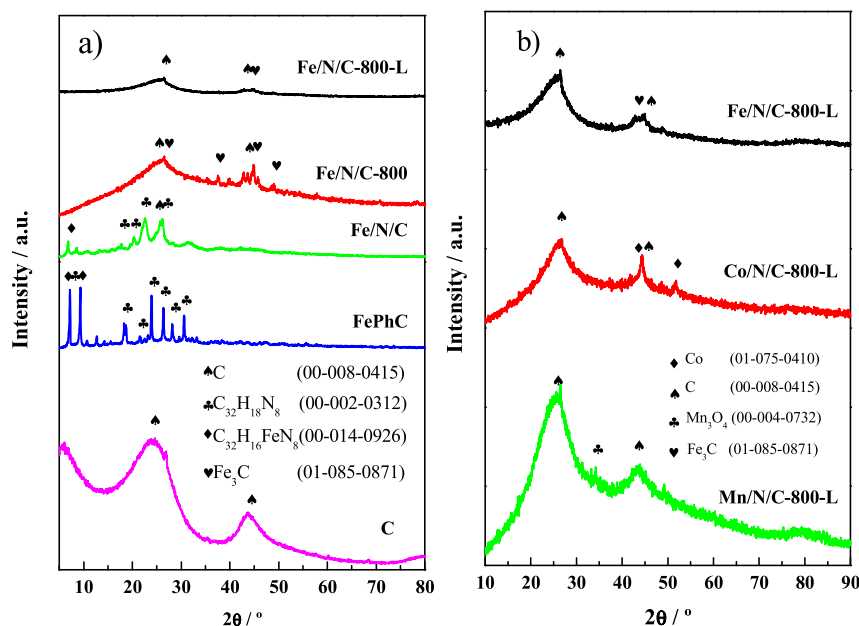 a)
Fe/N/C-800-L
Fe/N/C-800
Fe/N/C
FePhC
♠C (00-008-0415)
♣C32H18N8 (00-002-0312)
♦C32H16FeN8 (00-014-0926)
♥Fe3C (01-085-0871)
C
Intensity / a.u.
10 20 30 40 50 60 70 80
2θ / °
b)
Fe/N/C-800-L
Co/N/C-800-L
♦ Co (01-075-0410)
♠ C (00-008-0415)
♣ Mn3O4 (00-004-0732)
♥ Fe3C (01-085-0871)
Mn/N/C-800-L
Intensity / a.u.
10 20 30 40 50 60 70 80 90
2θ / °